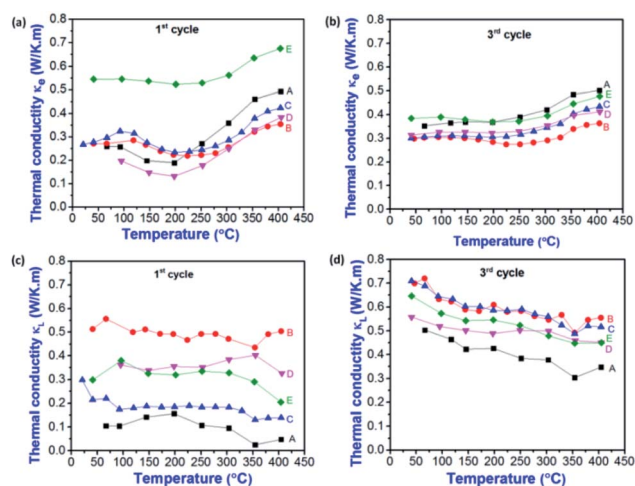 (a)
1st cycle
Thermal conductity κe (W/K.m)
0.8
0.7
0.6
0.5
0.4
0.3
0.2
0.1
0.0
0 50 100 150 200 250 300 350 400 450
Temperature (°C)
E
A
C
D
B
(b)
3rd cycle
Thermal conductity κe (W/K.m)
0.8
0.7
0.6
0.5
0.4
0.3
0.2
0.1
0.0
0 50 100 150 200 250 300 350 400 450
Temperature (°C)
A
E
C
D
B
(c)
1st cycle
Thermal conductity κL (W/K.m)
0.8
0.7
0.6
0.5
0.4
0.3
0.2
0.1
0.0
0 50 100 150 200 250 300 350 400 450
Temperature (°C)
B
D
E
C
A
(d)
3rd cycle
Thermal conductity κL (W/K.m)
0.8
0.7
0.6
0.5
0.4
0.3
0.2
0.1
0.0
0 50 100 150 200 250 300 350 400 450
Temperature (°C)
B
C
E
D
A